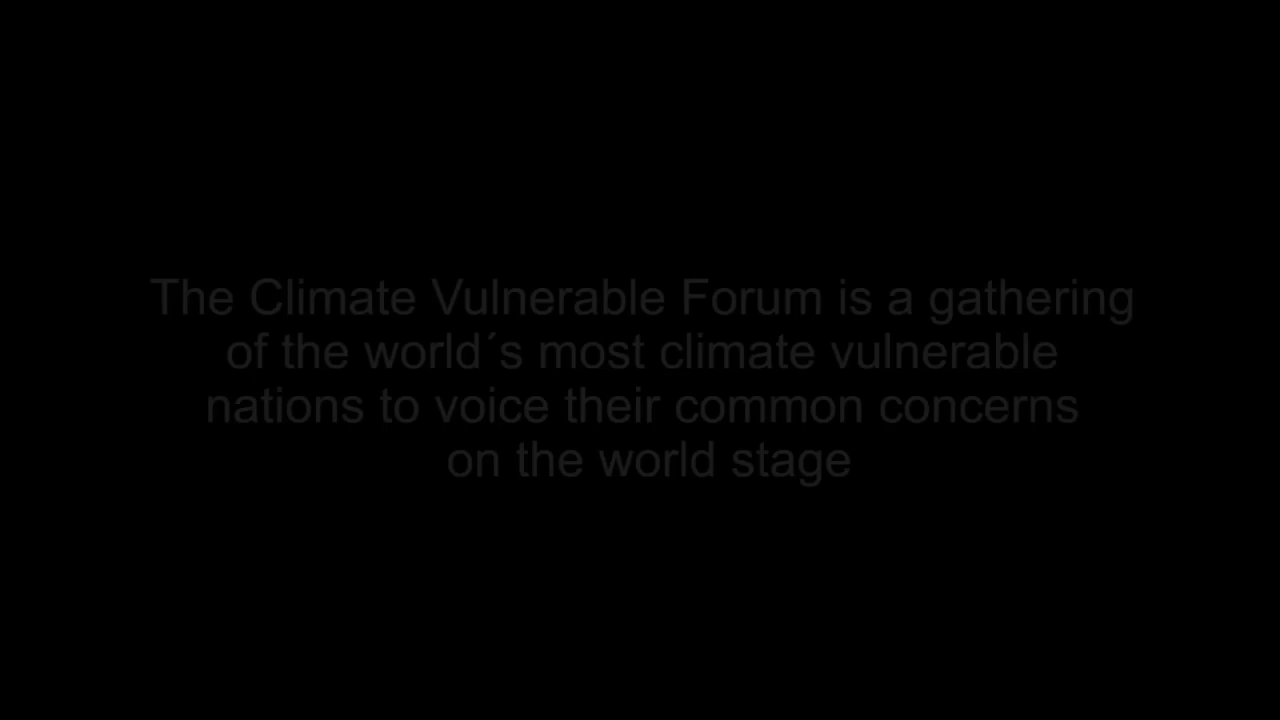 The Climate Vulnerable Forum is a gathering
of the world´s most climate vulnerable
nations to voice their common concerns
on the world stage